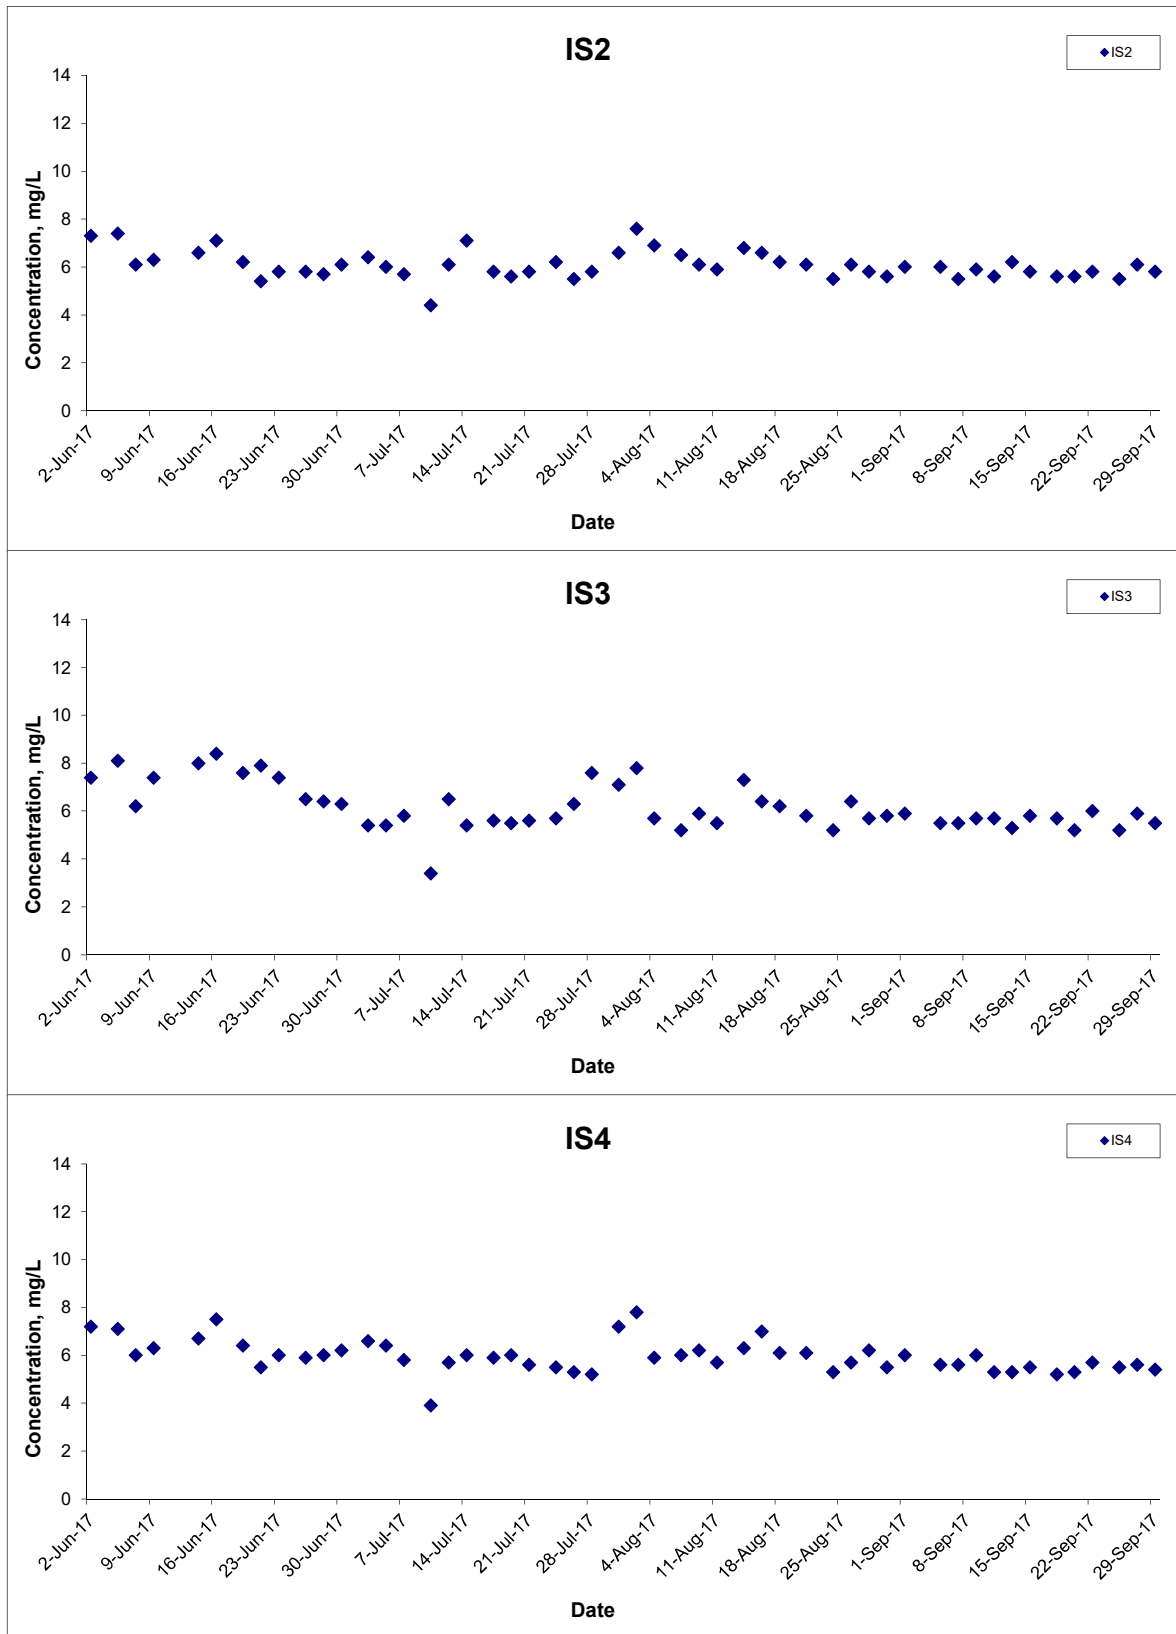 IS2
IS2
14
12
10
8
6
4
2
0
Concentration, mg/L
2-Jun-17
9-Jun-17
16-Jun-17
23-Jun-17
30-Jun-17
7-Jul-17
14-Jul-17
21-Jul-17
28-Jul-17
4-Aug-17
11-Aug-17
18-Aug-17
25-Aug-17
1-Sep-17
8-Sep-17
15-Sep-17
22-Sep-17
29-Sep-17
Date
IS3
IS3
14
12
10
8
6
4
2
0
Concentration, mg/L
2-Jun-17
9-Jun-17
16-Jun-17
23-Jun-17
30-Jun-17
7-Jul-17
14-Jul-17
21-Jul-17
28-Jul-17
4-Aug-17
11-Aug-17
18-Aug-17
25-Aug-17
1-Sep-17
8-Sep-17
15-Sep-17
22-Sep-17
29-Sep-17
Date
IS4
IS4
14
12
10
8
6
4
2
0
Concentration, mg/L
2-Jun-17
9-Jun-17
16-Jun-17
23-Jun-17
30-Jun-17
7-Jul-17
14-Jul-17
21-Jul-17
28-Jul-17
4-Aug-17
11-Aug-17
18-Aug-17
25-Aug-17
1-Sep-17
8-Sep-17
15-Sep-17
22-Sep-17
29-Sep-17
Date